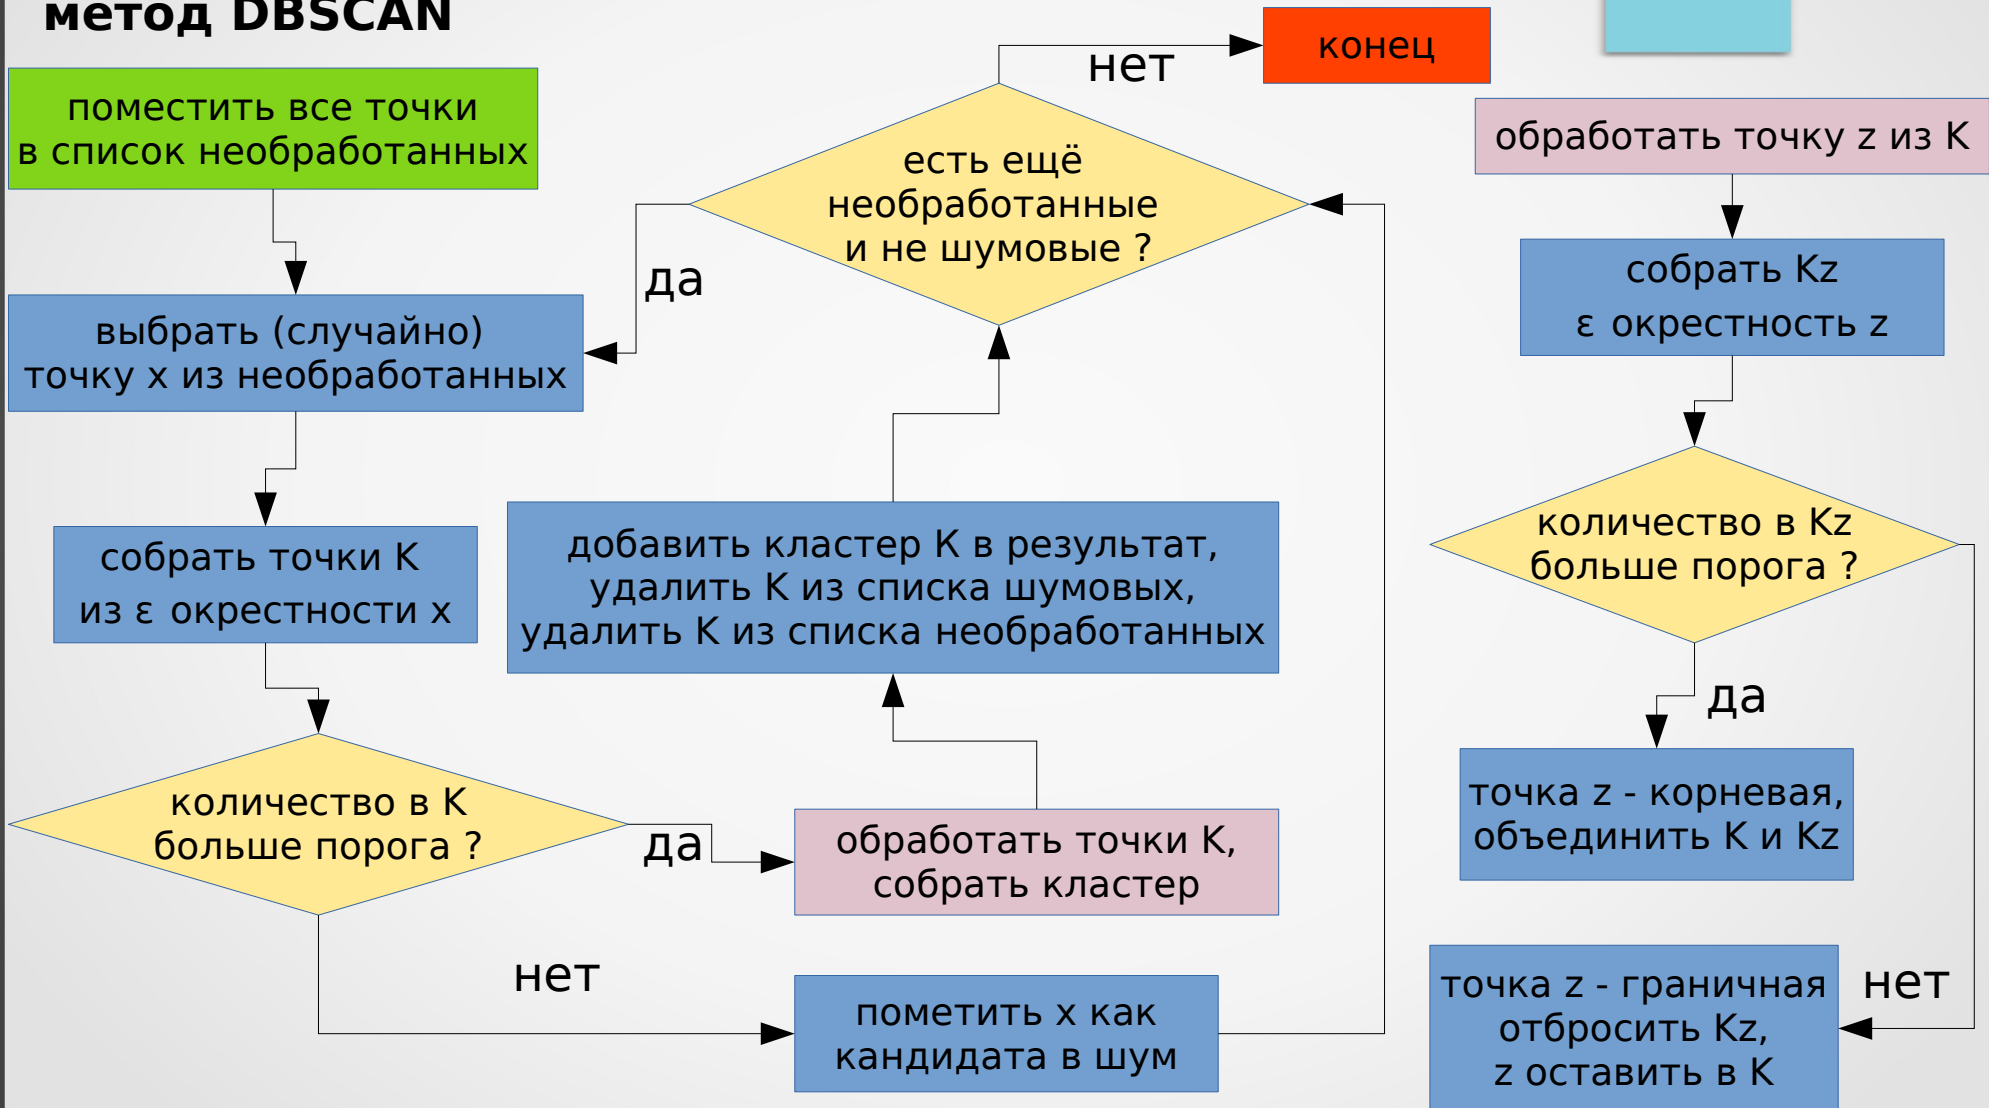 метод DBSCAN
поместить все точки
в список необработанных
выбрать (случайно)
точку x из необработанных
собрать точки K
из ε окрестности x
количество в K
больше порога ?
да
нет
обработать точки K,
собрать кластер
пометить x как
кандидата в шум
добавить кластер K в результат,
удалить K из списка шумовых,
удалить K из списка необработанных
есть ещё
необработанные
и не шумовые ?
да
нет
конец
обработать точку z из K
собрать Kz
ε окрестность z
количество в Kz
больше порога ?
да
точка z - корневая,
объединить K и Kz
нет
точка z - граничная
отбросить Kz,
z оставить в K